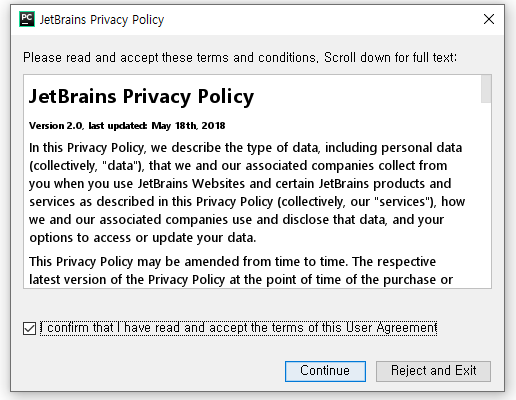 PC JetBrains Privacy Policy
Please read and accept these terms and conditions. Scroll down for full text:
JetBrains Privacy Policy
Version 2.0, last updated: May 18th, 2018
In this Privacy Policy, we describe the type of data, including personal data
(collectively, "data"), that we and our associated companies collect from
you when you use JetBrains Websites and certain JetBrains products and
services as described in this Privacy Policy (collectively, our "services"), how
we and our associated companies use and disclose that data, and your
options to access or update your data.
This Privacy Policy may be amended from time to time. The respective
latest version of the Privacy Policy at the point of time of the purchase or
I confirm that I have read and accept the terms of this User Agreement
Continue Reject and Exit